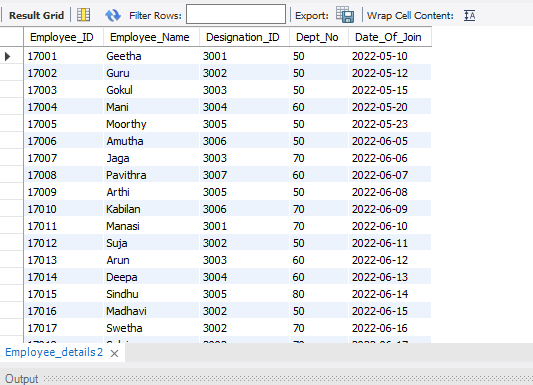 Result Grid Filter Rows: Export: Wrap Cell Content:
Employee_ID Employee_Name Designation_ID Dept_No Date_Of_Join
17001 Geetha 3001 50 2022-05-10
17002 Guru 3002 50 2022-05-12
17003 Gokul 3003 50 2022-05-15
17004 Mani 3004 60 2022-05-20
17005 Moorthy 3005 50 2022-05-23
17006 Amutha 3006 50 2022-06-05
17007 Jaga 3003 70 2022-06-06
17008 Pavithra 3007 60 2022-06-07
17009 Arthi 3005 50 2022-06-08
17010 Kabilan 3006 70 2022-06-09
17011 Manasi 3001 70 2022-06-10
17012 Suja 3002 50 2022-06-11
17013 Arun 3003 60 2022-06-12
17014 Deepa 3004 60 2022-06-13
17015 Sindhu 3005 80 2022-06-14
17016 Madhavi 3002 50 2022-06-15
17017 Swetha 3002 70 2022-06-16
Employee_details2
Output